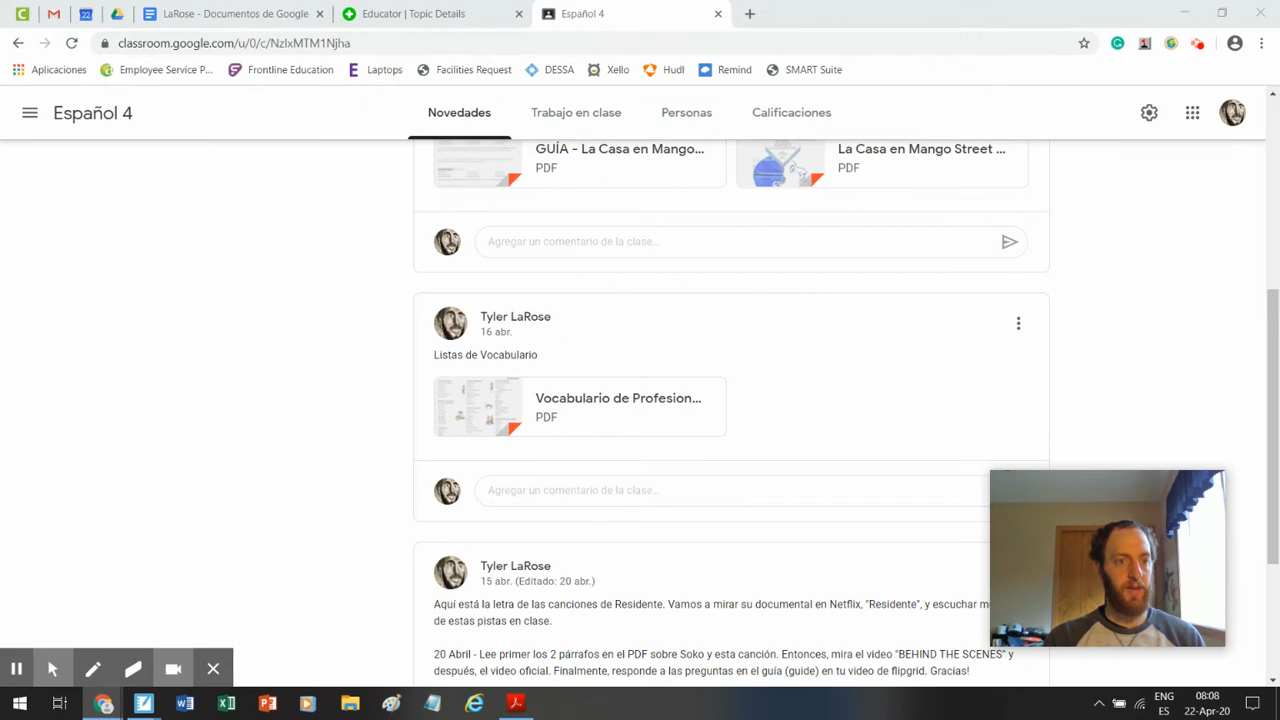 LaRose - Documentos de Google
Educator | Topic Details
Español 4
classroom.google.com/u/0/c/NzIxMTM1Njha
Aplicaciones
Employee Service P...
Frontline Education
Laptops
Facilities Request
DESSA
Xello
Hudl
Remind
SMART Suite
Español 4
Novedades
Trabajo en clase
Personas
Calificaciones
GUÍA - La Casa en Mango...
PDF
La Casa en Mango Street ...
PDF
Agregar un comentario de la clase...
Tyler LaRose
16 abr.
Listas de Vocabulario
Vocabulario de Profesion...
PDF
Agregar un comentario de la clase...
Tyler LaRose
15 abr. (Editado: 20 abr.)
Aquí está la letra de las canciones de Residente. Vamos a mirar su documental en Netflix, "Residente", y escuchar
de estas pistas en clase.
20 Abril - Lee primer los 2 párrafos en el PDF sobre Soko y esta canción. Entonces, mira el video "BEHIND THE SCENES" y
después, el video oficial. Finalmente, responde a las preguntas en el guía (guide) en tu video de flipgrid. Gracias!
ENG
ES
08:08
22-Apr-20